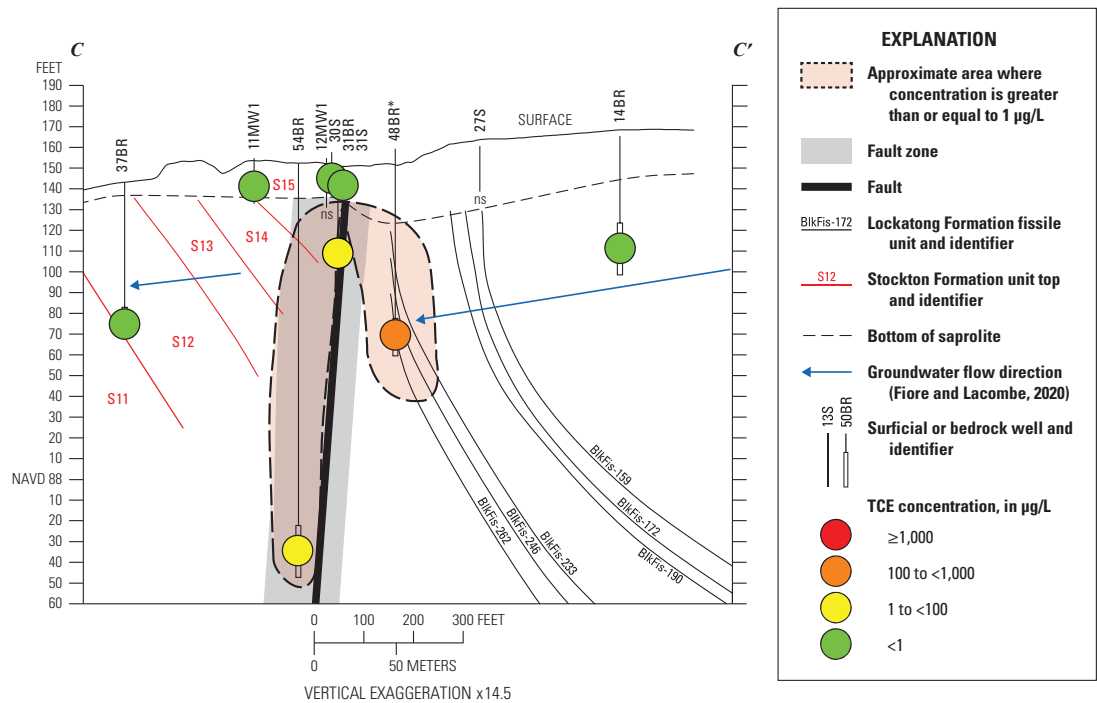 C
C′
FEET
190
180
170
160
150
140
130
120
110
100
90
80
70
60
50
40
30
20
10
NAVD 88
10
20
30
40
50
60
37BR
11MW1
54BR
12MW1
30S
31BR
31S
48BR*
27S
14BR
SURFACE
S15
S14
S13
S12
S11
ns
ns
BlkFis-159
BlkFis-172
BlkFis-190
BlkFis-233
BlkFis-246
BlkFis-262
0 100 200 300 FEET
0 50 METERS
VERTICAL EXAGGERATION x14.5
EXPLANATION
Approximate area where
concentration is greater
than or equal to 1 µg/L
Fault zone
Fault
BlkFis-172
Lockatong Formation fissile
unit and identifier
S12
Stockton Formation unit top
and identifier
Bottom of saprolite
Groundwater flow direction
(Fiore and Lacombe, 2020)
13S
50BR
Surficial or bedrock well and
identifier
TCE concentration, in µg/L
≥1,000
100 to <1,000
1 to <100
<1